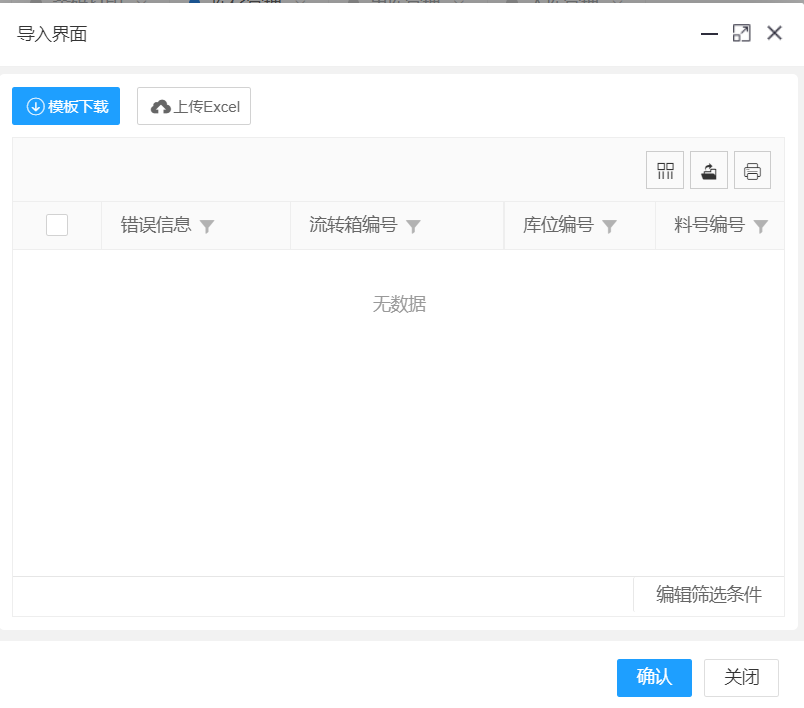 导入界面
模板下载 上传Excel
错误信息 流转箱编号 库位编号 料号编号
无数据
编辑筛选条件
确认 关闭